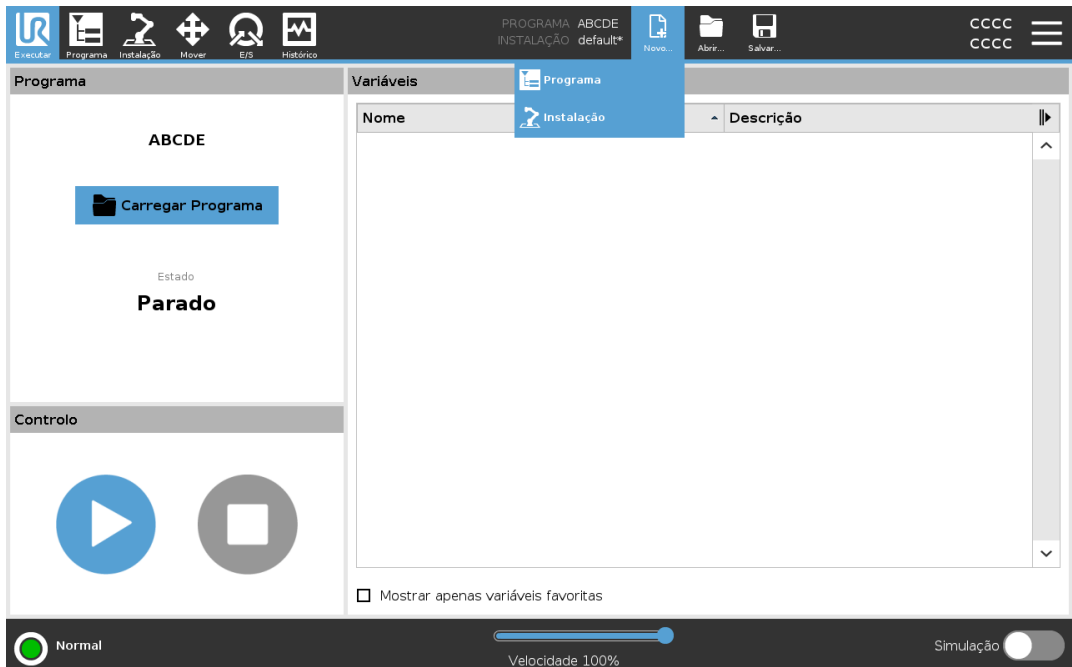 Executar Programa Instalação Mover E/S Histórico
PROGRAMA ABCDE
INSTALAÇÃO default*
Novo... Abrir... Salvar...
CCCC
CCCC
Programa
Instalação
Programa
ABCDE
Carregar Programa
Estado
Parado
Variáveis
Nome Descrição
Mostrar apenas variáveis favoritas
Controlo
Normal
Velocidade 100%
Simulação